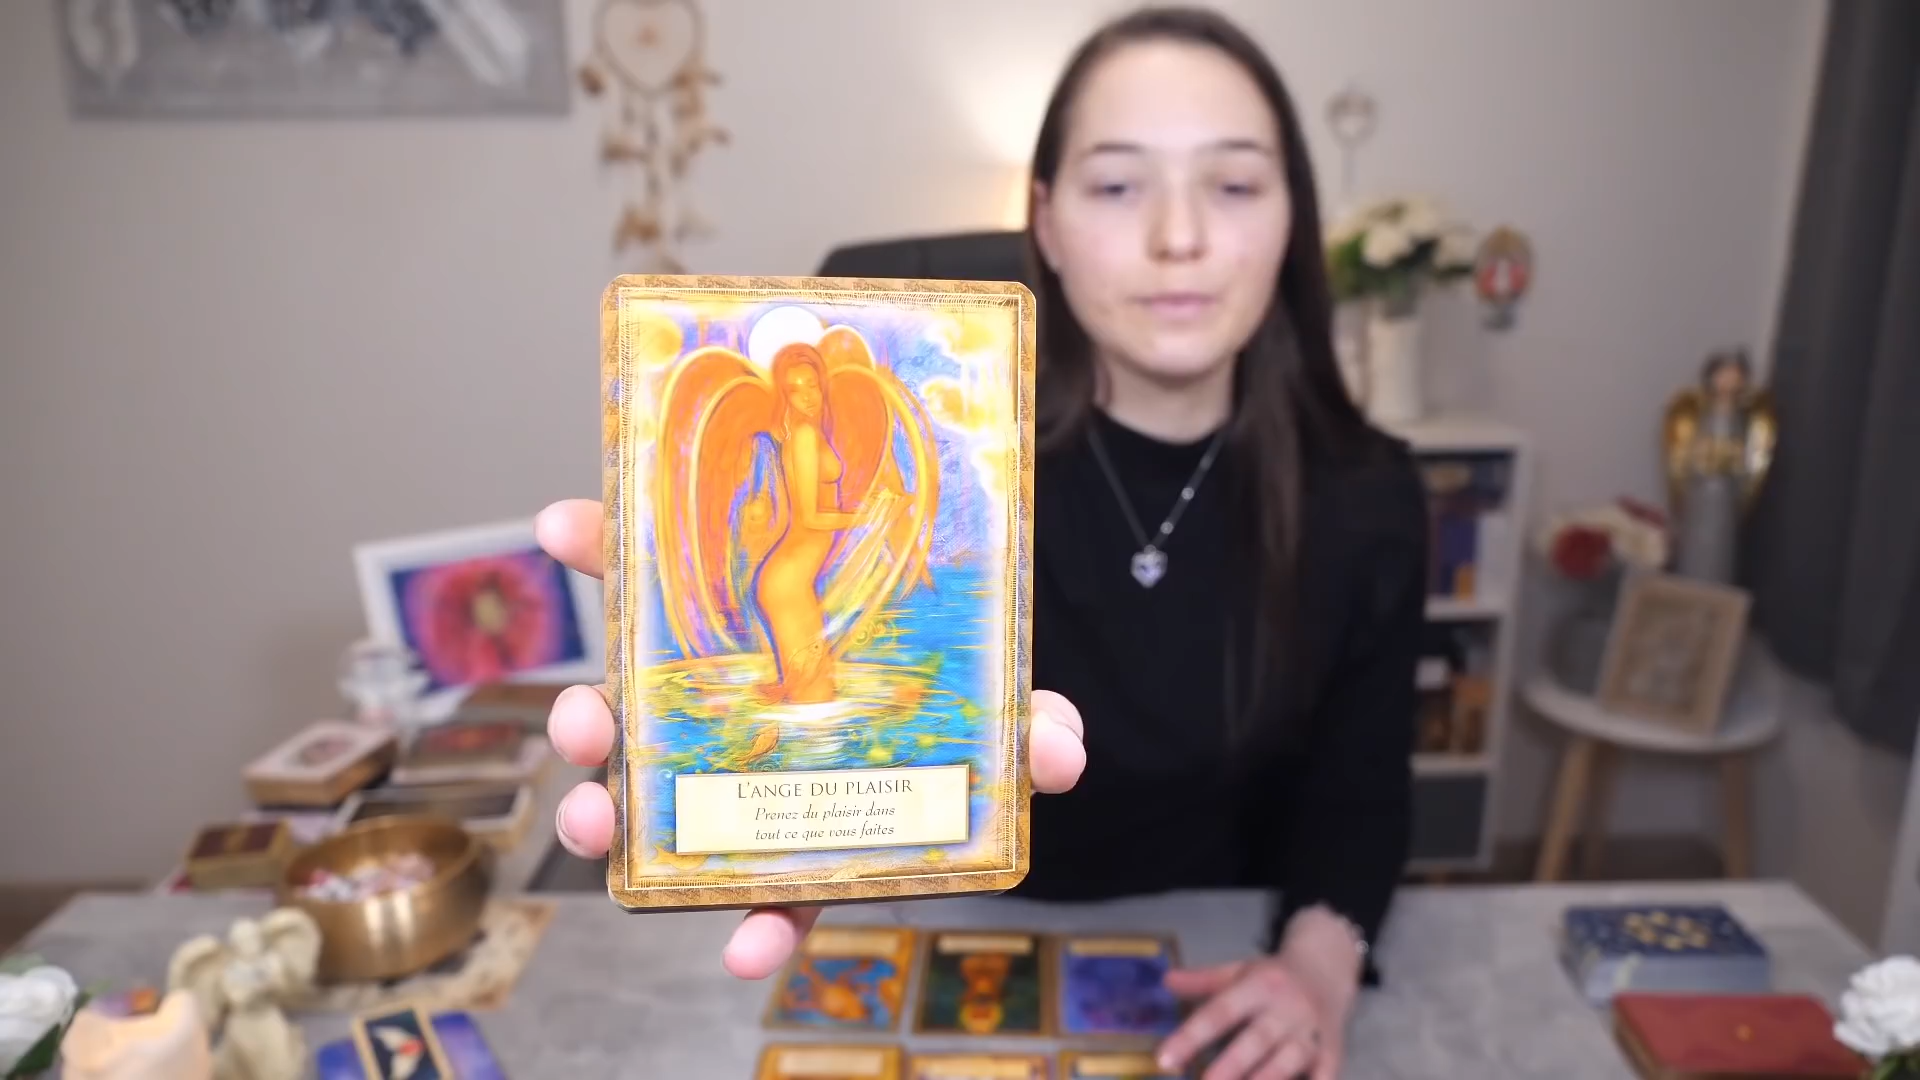 L'ANGE DU PLAISIR
Prenez du plaisir dans
tout ce que vous faites